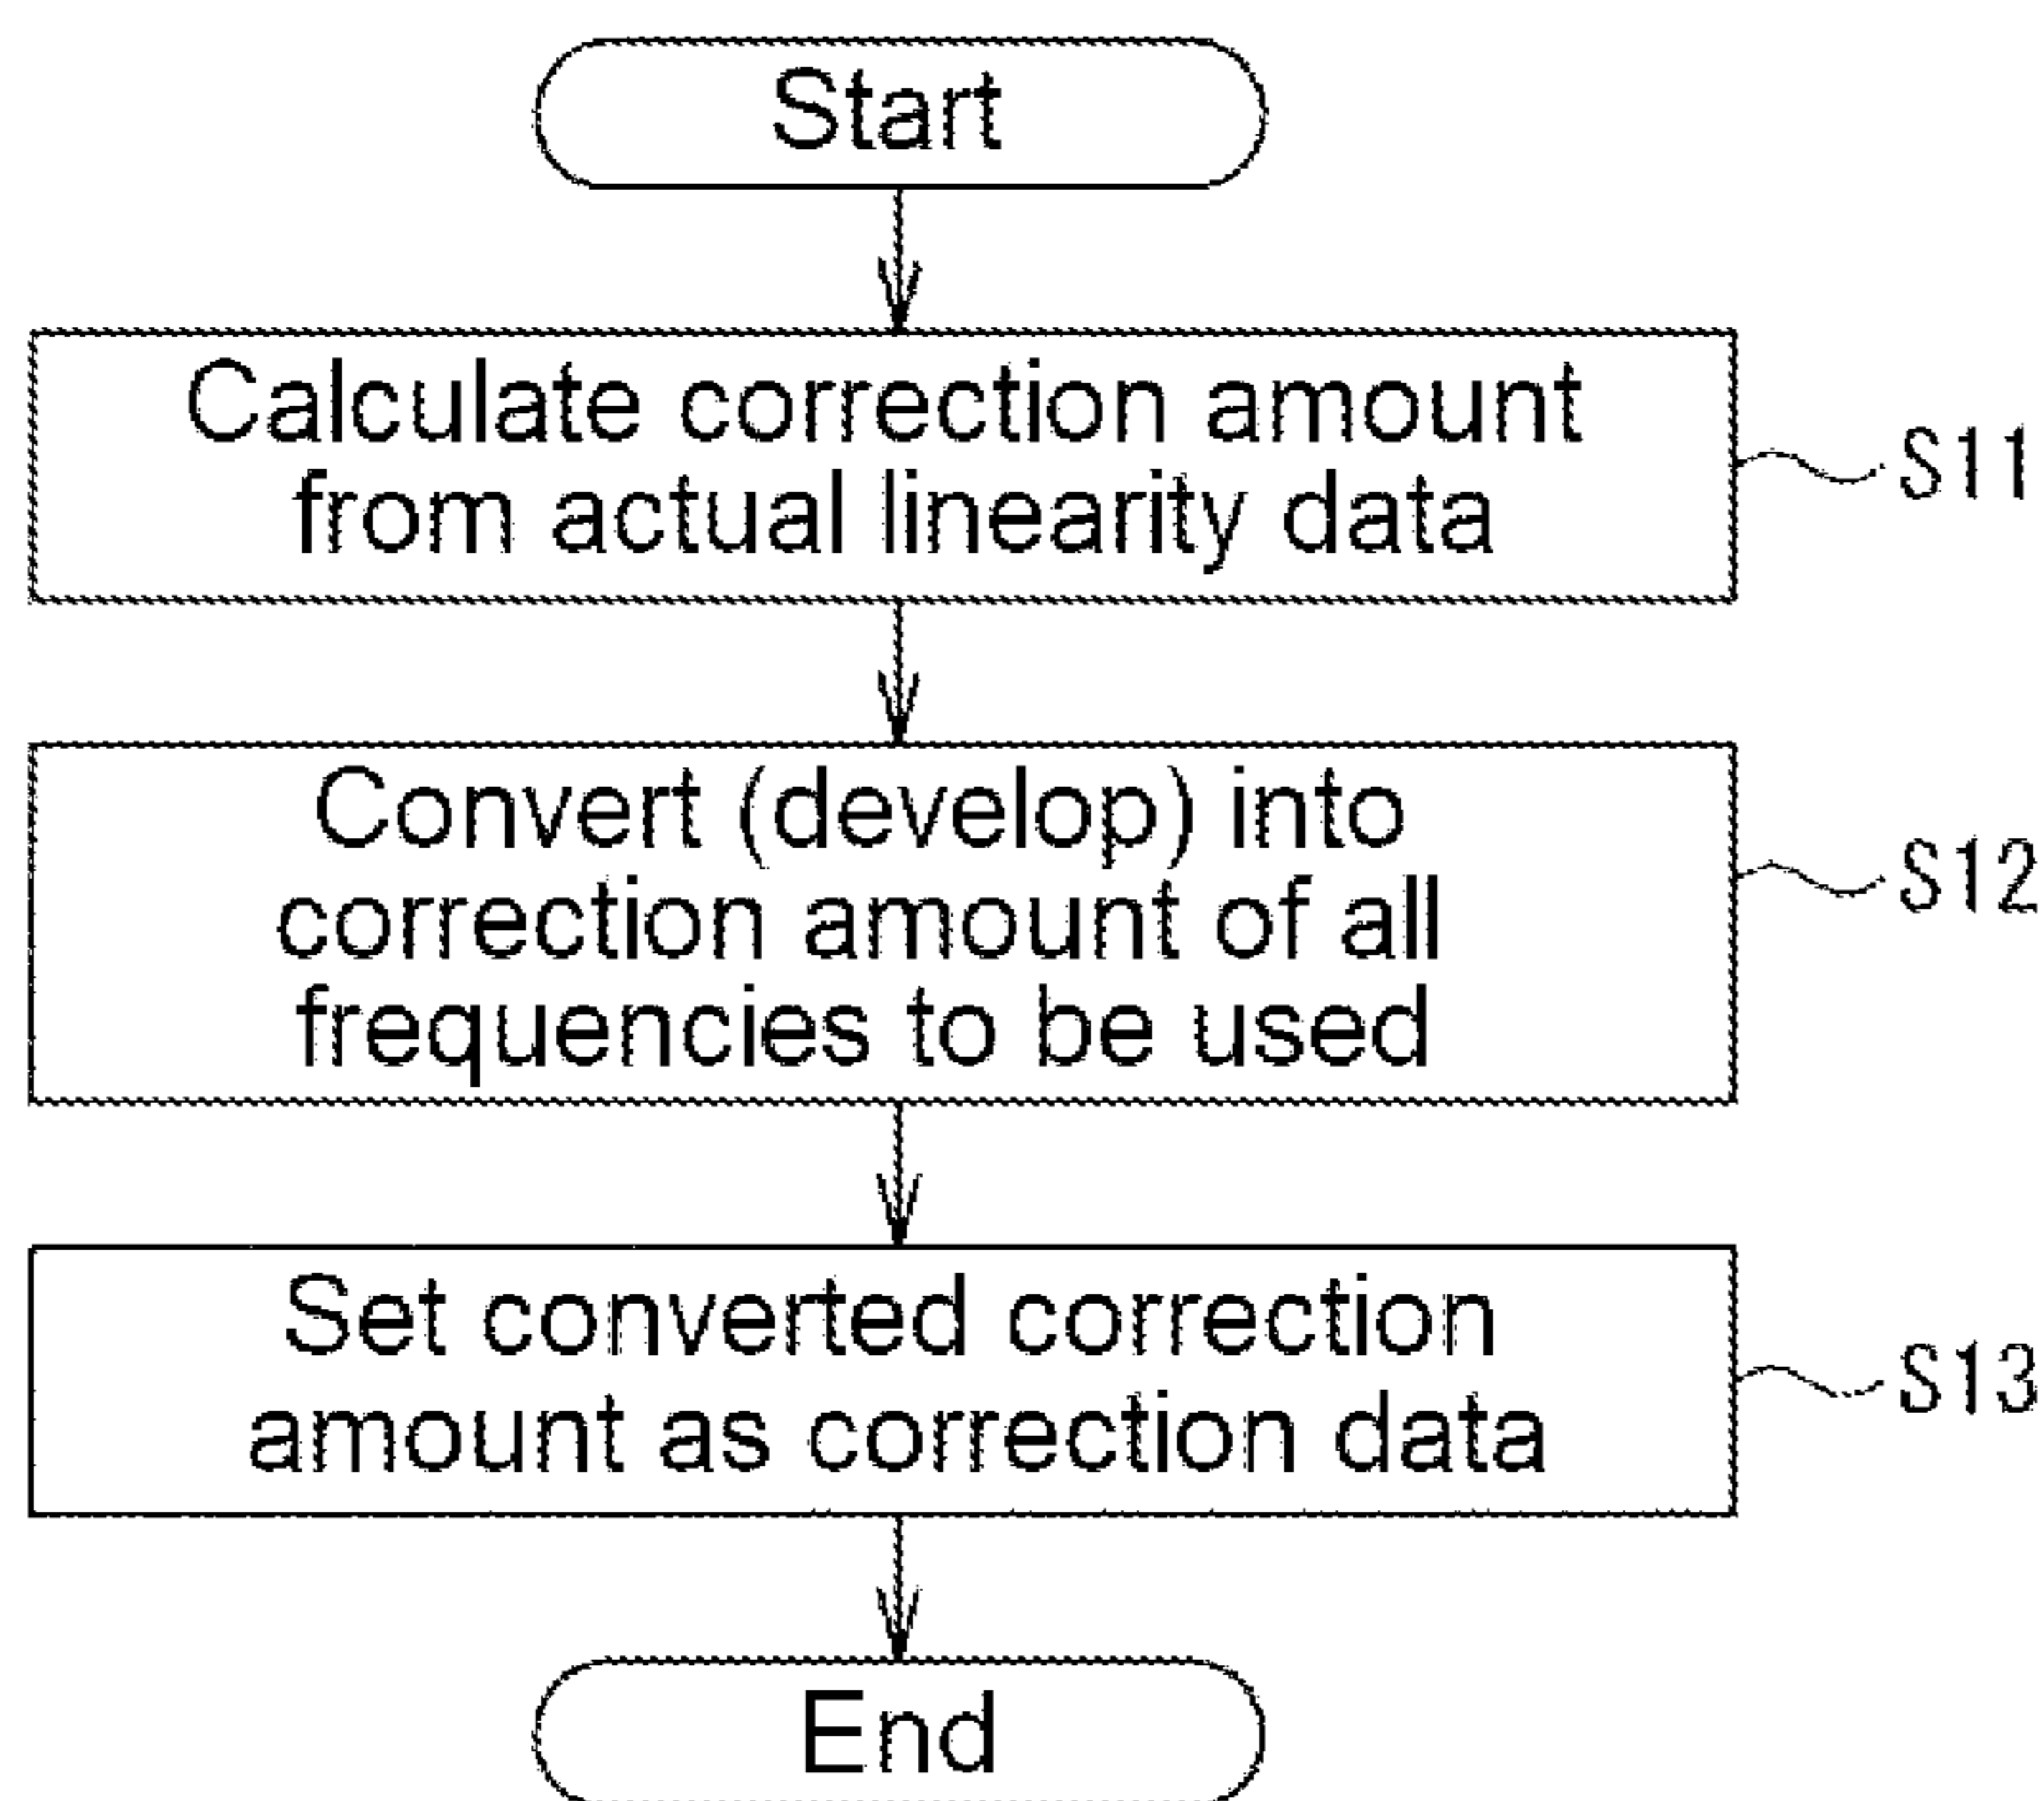 Start
Calculate correction amount
from actual linearity data
S11
Convert (develop) into
correction amount of all
frequencies to be used
S12
Set converted correction
amount as correction data
S13
End